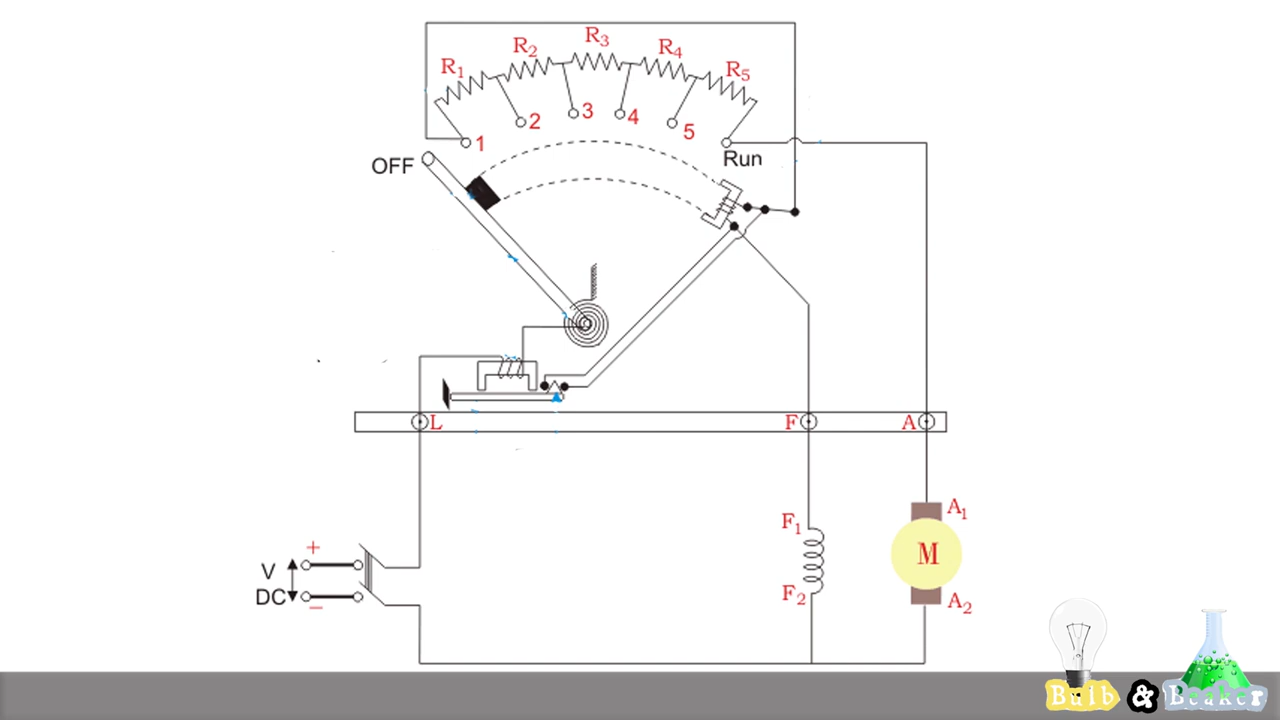 R1
R2
R3
R4
R5
1
2
3
4
5
Run
OFF
L
F
A
F1
F2
A1
M
A2
+
V
DC
−
Bulb & Beaker